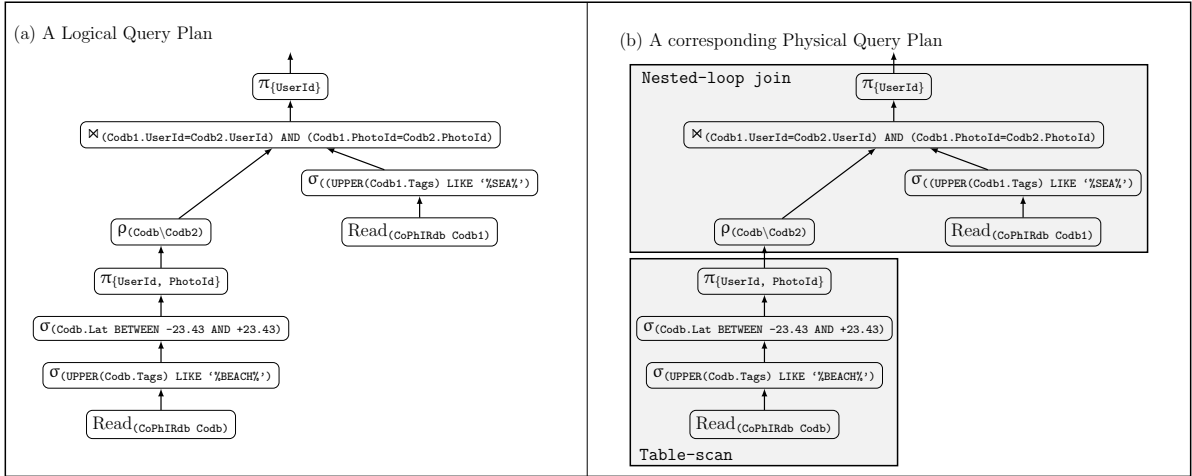 (a) A Logical Query Plan
π{UserId}
⋈(Codb1.UserId=Codb2.UserId) AND (Codb1.PhotoId=Codb2.PhotoId)
σ((UPPER(Codb1.Tags) LIKE ‘%SEA%’)
ρ(Codb\Codb2)
Read(CoPhIRdb Codb1)
π{UserId, PhotoId}
σ(Codb.Lat BETWEEN -23.43 AND +23.43)
σ(UPPER(Codb.Tags) LIKE ‘%BEACH%’)
Read(CoPhIRdb Codb)
(b) A corresponding Physical Query Plan
Nested-loop join
π{UserId}
⋈(Codb1.UserId=Codb2.UserId) AND (Codb1.PhotoId=Codb2.PhotoId)
σ((UPPER(Codb1.Tags) LIKE ‘%SEA%’)
ρ(Codb\Codb2)
Read(CoPhIRdb Codb1)
π{UserId, PhotoId}
σ(Codb.Lat BETWEEN -23.43 AND +23.43)
σ(UPPER(Codb.Tags) LIKE ‘%BEACH%’)
Read(CoPhIRdb Codb)
Table-scan